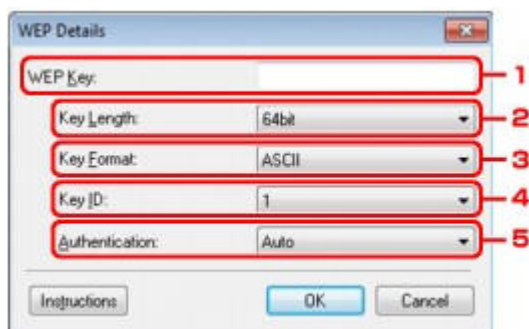 WEP Details
WEP Key: 1
Key Length: 64bit 2
Key Format: ASCII 3
Key ID: 1 4
Authentication: Auto 5
Instructions OK Cancel